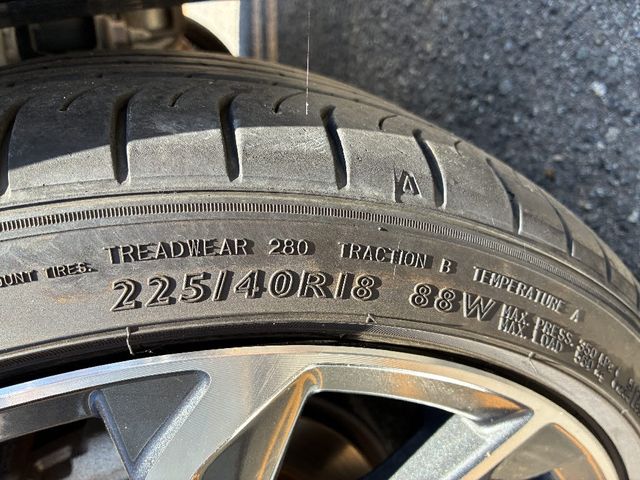 OUNT TIRES. TREADWEAR 280 TRACTION B TEMPERATURE A
225/40R18 88W MAX. PRESS.
MAX. LOAD